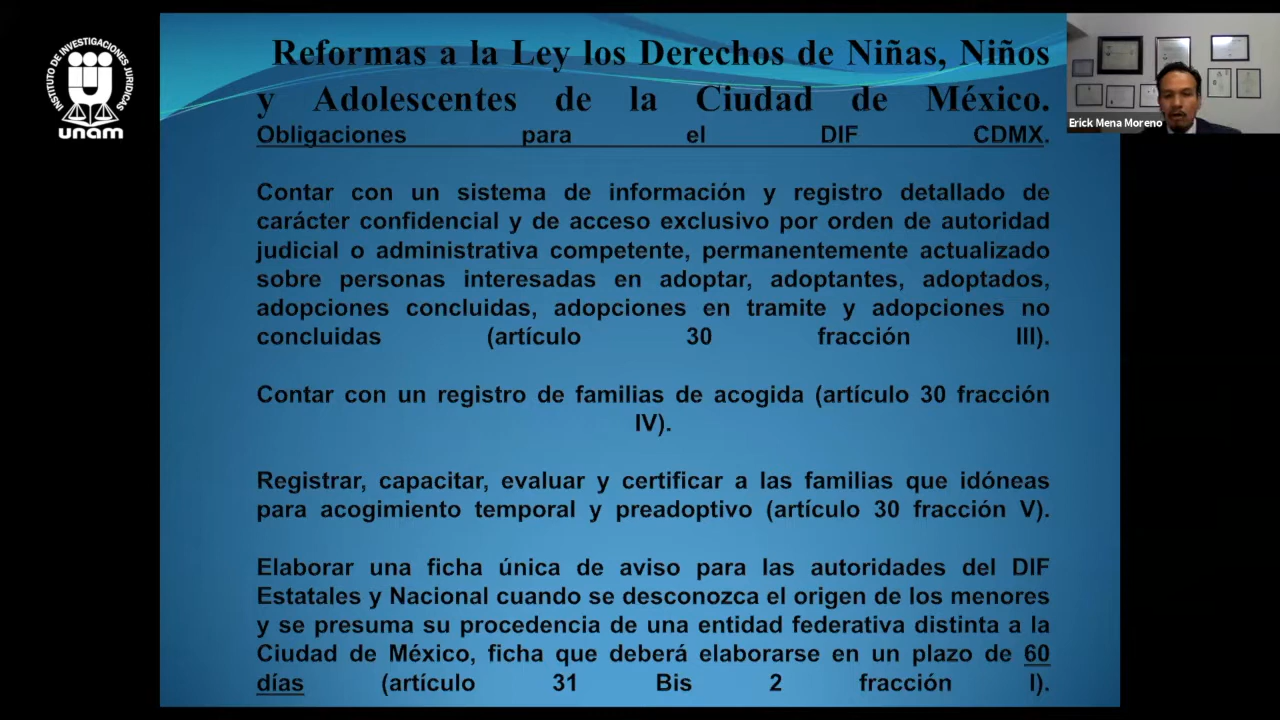 INSTITUTO DE INVESTIGACIONES JURIDICAS
UNAM
Reformas a la Ley los Derechos de Niñas, Niños
y Adolescentes de la Ciudad de México.
Obligaciones para el DIF CDMX.
Contar con un sistema de información y registro detallado de
carácter confidencial y de acceso exclusivo por orden de autoridad
judicial o administrativa competente, permanentemente actualizado
sobre personas interesadas en adoptar, adoptantes, adoptados,
adopciones concluidas, adopciones en tramite y adopciones no
concluidas (artículo 30 fracción III).
Contar con un registro de familias de acogida (artículo 30 fracción
IV).
Registrar, capacitar, evaluar y certificar a las familias que idóneas
para acogimiento temporal y preadoptivo (artículo 30 fracción V).
Elaborar una ficha única de aviso para las autoridades del DIF
Estatales y Nacional cuando se desconozca el origen de los menores
y se presuma su procedencia de una entidad federativa distinta a la
Ciudad de México, ficha que deberá elaborarse en un plazo de 60
días (artículo 31 Bis 2 fracción I).
Erick Mena Moreno